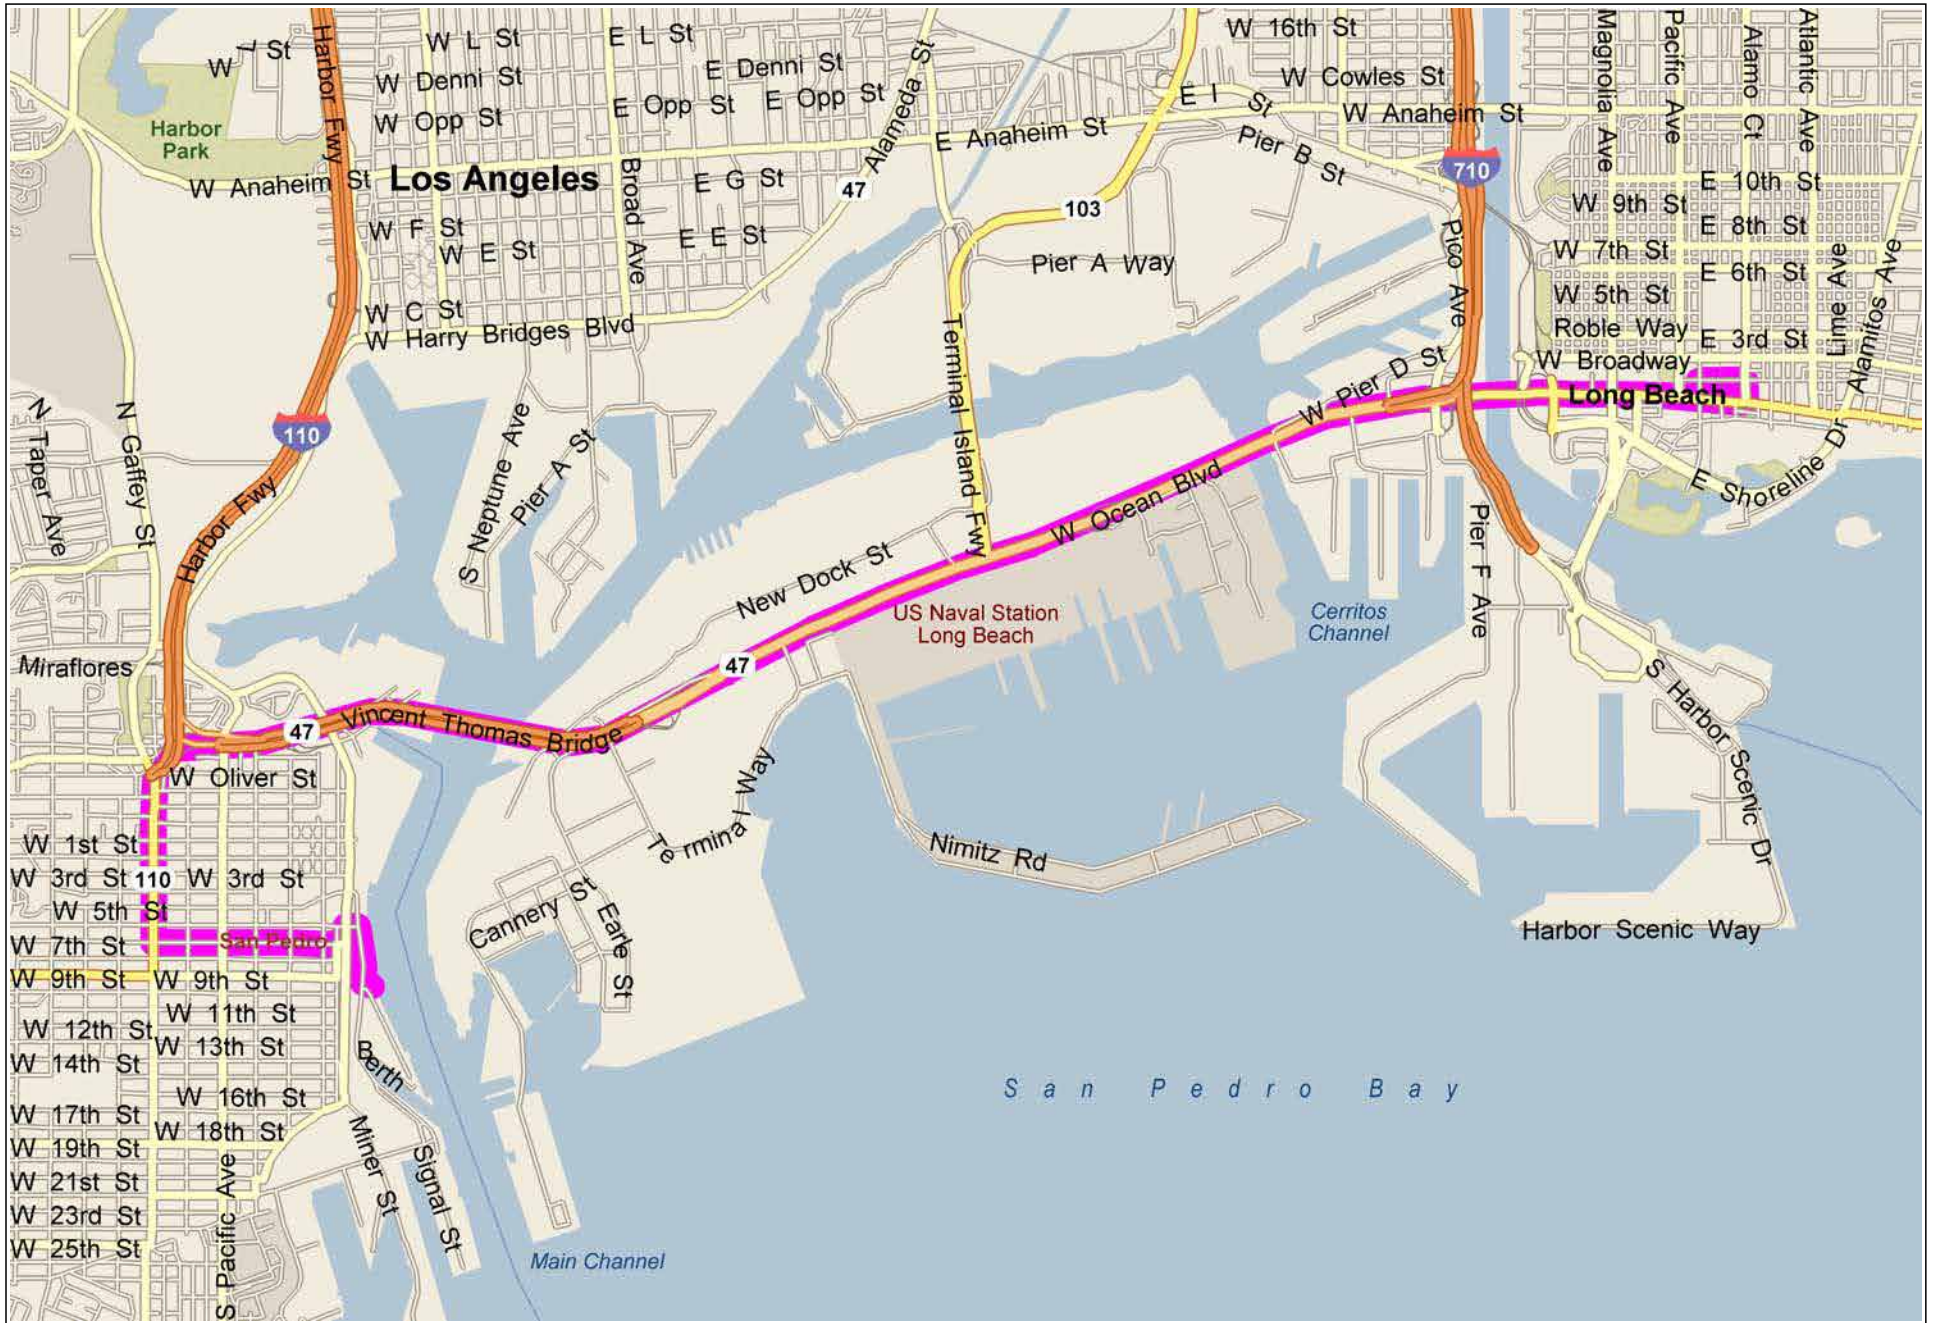 W L St
Harbor Fwy
W L St
E L St
W 16th St
Magnolia Ave
Pacific Ave
Alamo Ct
Atlantic Ave
W Denni St
E Denni St
W Cowles St
E I St
W Opp St
E Opp St
E Opp St
Alameda St
W Anaheim St
Harbor
Park
E Anaheim St
Pier B St
W Anaheim St
Los Angeles
E G St
47
710
E 10th St
Broad Ave
103
W 9th St
W F St
E E St
E 8th St
W E St
Pier A Way
Pico Ave
W 7th St
E 6th St
W 5th St
W C St
W Harry Bridges Blvd
Roble Way
E 3rd St
Lime Ave
Alamitos Ave
Terminal Island Fwy
W Pier D St
W Broadway
Long Beach
N Taper Ave
N Gaffey St
110
S Neptune Ave
Pier A St
W Ocean Blvd
E Shoreline Dr
Harbor Fwy
New Dock St
Pier F Ave
US Naval Station
Long Beach
Cerritos
Channel
Miraflores
47
S Harbor Scenic Dr
47
Vincent Thomas Bridge
W Oliver St
Terminal Way
W 1st St
Nimitz Rd
W 3rd St
110
W 3rd St
W 5th St
Cannery St
Earle St
San Pedro
W 7th St
Harbor Scenic Way
W 9th St
W 9th St
W 11th St
W 12th St
W 13th St
W 14th St
Berth
W 16th St
San Pedro Bay
W 17th St
W 18th St
W 19th St
Miner St
Signal St
W 21st St
S Pacific Ave
W 23rd St
W 25th St
Main Channel